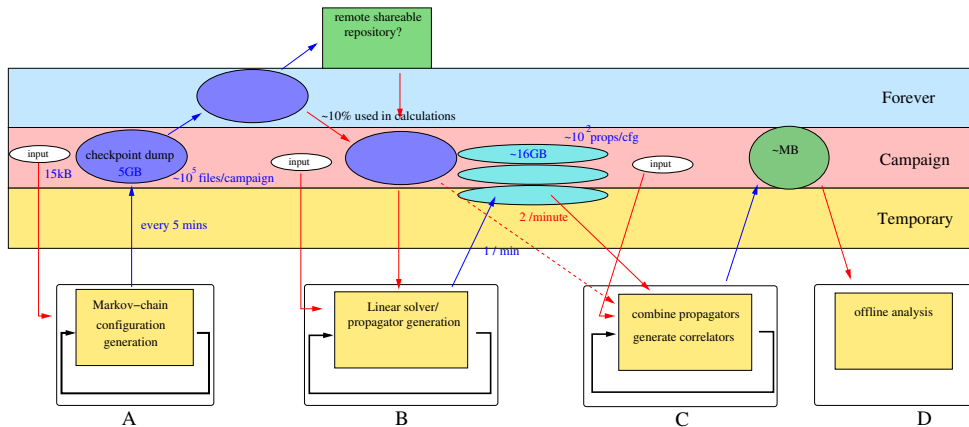 remote shareable
repository?
Forever
~10% used in calculations
~10² props/cfg
input
checkpoint dump
5GB
15kB
~10⁵ files/campaign
input
~16GB
input
~MB
Campaign
Temporary
every 5 mins
2 /minute
1 / min
Markov−chain
configuration
generation
Linear solver/
propagator generation
combine propagators
generate correlators
offline analysis
A
B
C
D